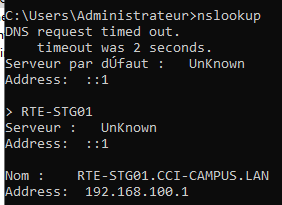 C:\Users\Administrateur>nslookup
DNS request timed out.
    timeout was 2 seconds.
Serveur par dÚfaut :   UnKnown
Address:  ::1

> RTE-STG01
Serveur :   UnKnown
Address:  ::1

Nom :    RTE-STG01.CCI-CAMPUS.LAN
Address:  192.168.100.1